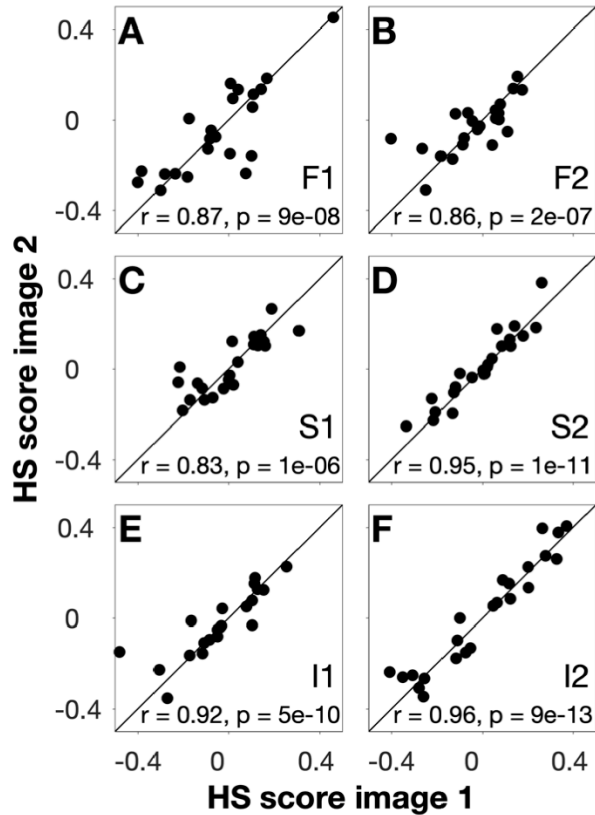 A
B
0.4
0
-0.4
F1
F2
r = 0.87, p = 9e-08
r = 0.86, p = 2e-07
C
D
0.4
0
-0.4
S1
S2
r = 0.83, p = 1e-06
r = 0.95, p = 1e-11
E
F
0.4
0
-0.4
I1
I2
r = 0.92, p = 5e-10
r = 0.96, p = 9e-13
-0.4 0 0.4 -0.4 0 0.4
HS score image 1
HS score image 2